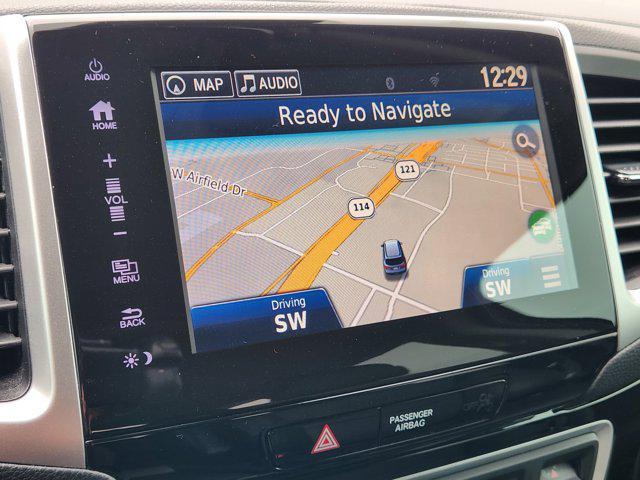 AUDIO
HOME
+
VOL
−
MENU
BACK
MAP
AUDIO
12:29
Ready to Navigate
W Airfield Dr
121
114
Driving
SW
Driving
SW
PASSENGER
AIRBAG